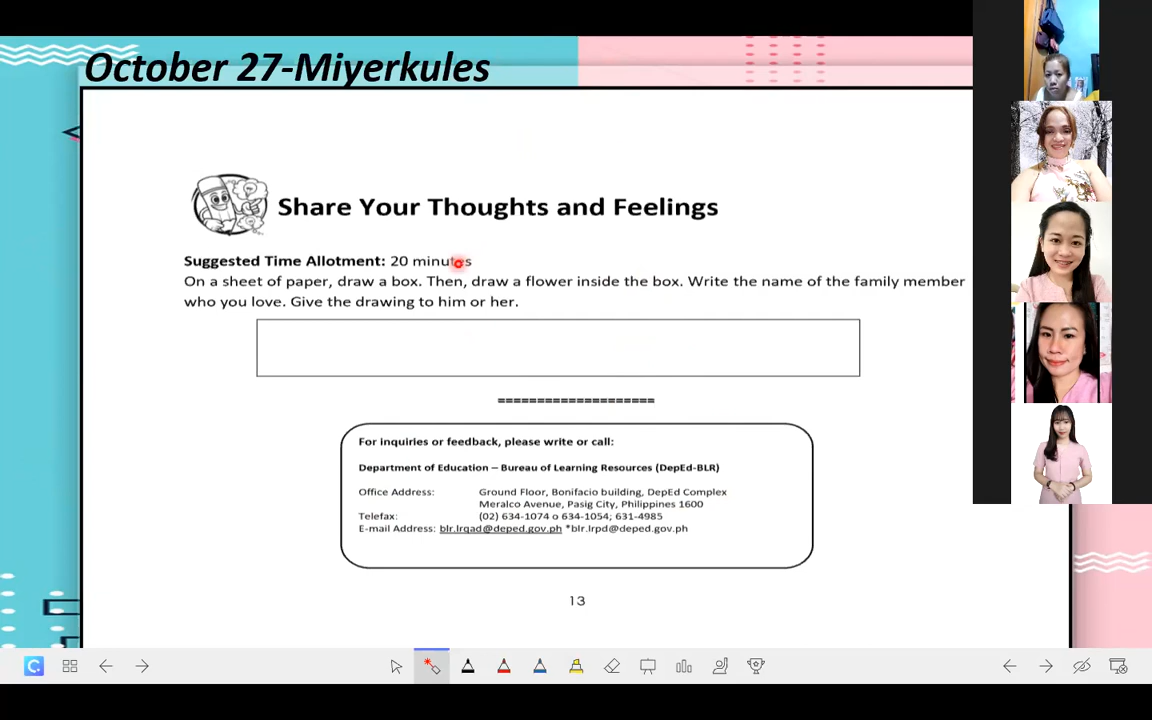 October 27-Miyerkules
Share Your Thoughts and Feelings
Suggested Time Allotment: 20 minutes
On a sheet of paper, draw a box. Then, draw a flower inside the box. Write the name of the family member
who you love. Give the drawing to him or her.
====================
For inquiries or feedback, please write or call:
Department of Education – Bureau of Learning Resources (DepEd-BLR)
Office Address: Ground Floor, Bonifacio building, DepEd Complex
Meralco Avenue, Pasig City, Philippines 1600
Telefax: (02) 634-1074 o 634-1054; 631-4985
E-mail Address: blr.lrqad@deped.gov.ph *blr.lrpd@deped.gov.ph
13